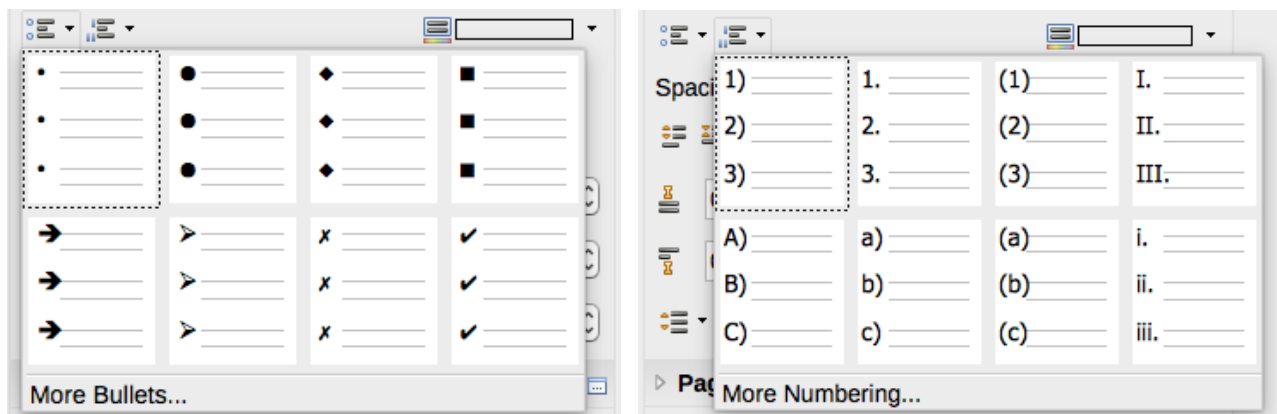 More Bullets...
Spaci
1) 1. (1) I.
2) 2. (2) II.
3) 3. (3) III.
A) a) (a) i.
B) b) (b) ii.
C) c) (c) iii.
Pag
More Numbering...